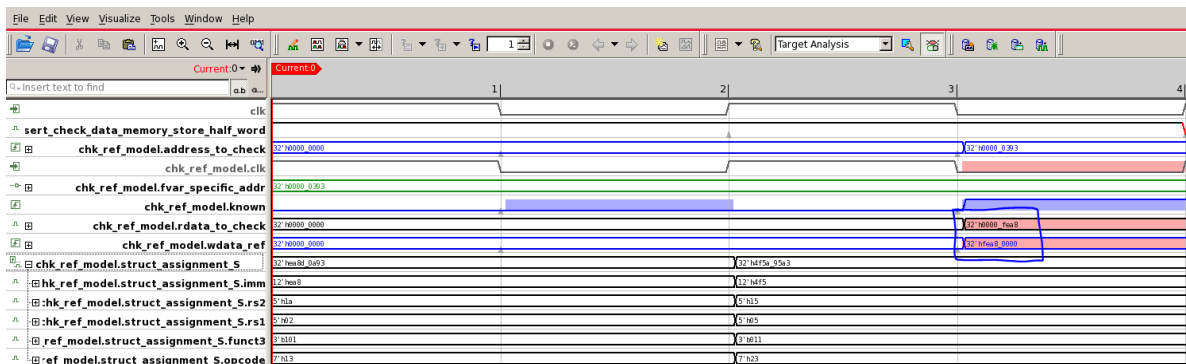 File Edit View Visualize Tools Window Help
1 Target Analysis
Current:0
Current:0
Insert text to find a.b a...
1 2 3 4
clk
sert_check_data_memory_store_half_word
chk_ref_model.address_to_check 32'h0000_0000 32'h0000_0393
chk_ref_model.clk
chk_ref_model.fvar_specific_addr 32'h0000_0393
chk_ref_model.known
chk_ref_model.rdata_to_check 32'h0000_0000 32'h0000_fea8
chk_ref_model.wdata_ref 32'h0000_0000 32'hfea8_0000
chk_ref_model.struct_assignment_S 32'hea8d_0a93 32'h4f5a_95a3
:hk_ref_model.struct_assignment_S.imm 12'hea8 12'h4f5
:hk_ref_model.struct_assignment_S.rs2 5'h1a 5'h15
:hk_ref_model.struct_assignment_S.rs1 5'h02 5'h05
_ref_model.struct_assignment_S.funct3 3'b101 3'b011
ref_model.struct_assignment_S.opcode 7'h13 7'h23